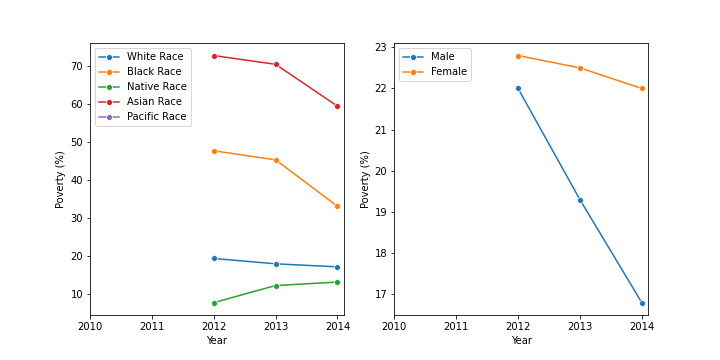 White Race
Black Race
Native Race
Asian Race
Pacific Race
70
60
50
40
30
20
10
Poverty (%)
2010 2011 2012 2013 2014
Year
Male
Female
23
22
21
20
19
18
17
Poverty (%)
2010 2011 2012 2013 2014
Year